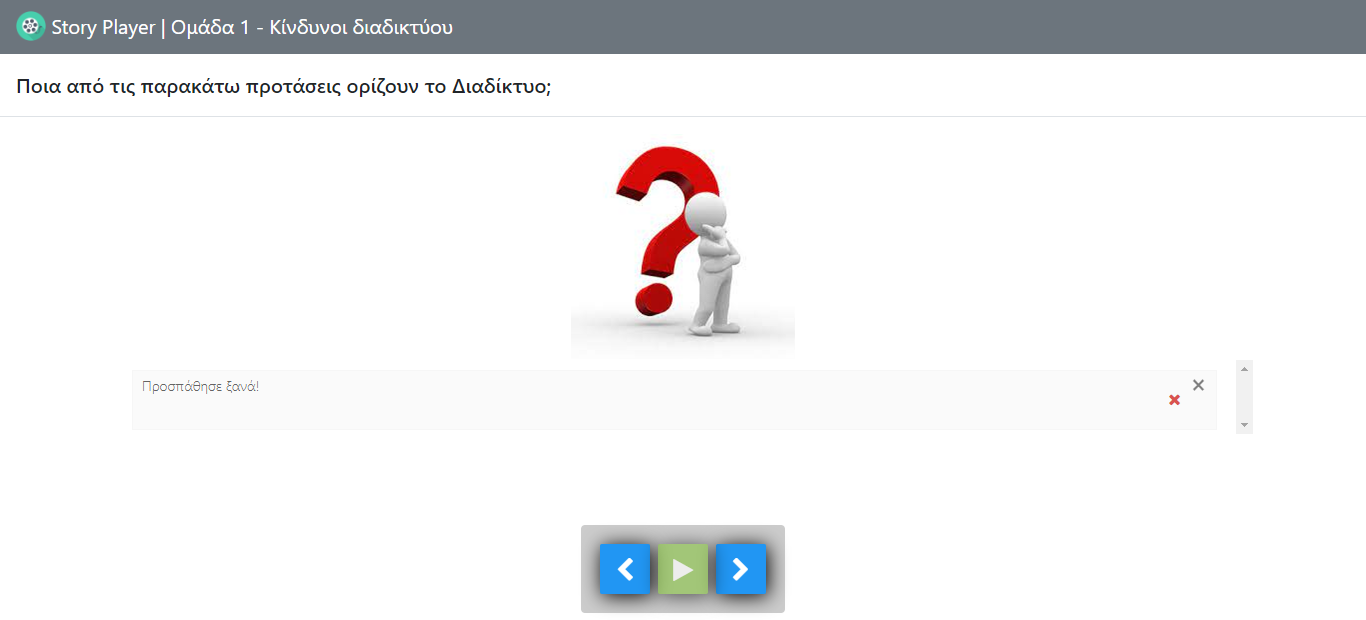 Story Player | Ομάδα 1 - Κίνδυνοι διαδικτύου
Ποια από τις παρακάτω προτάσεις ορίζουν το Διαδίκτυο;
Προσπάθησε ξανά!